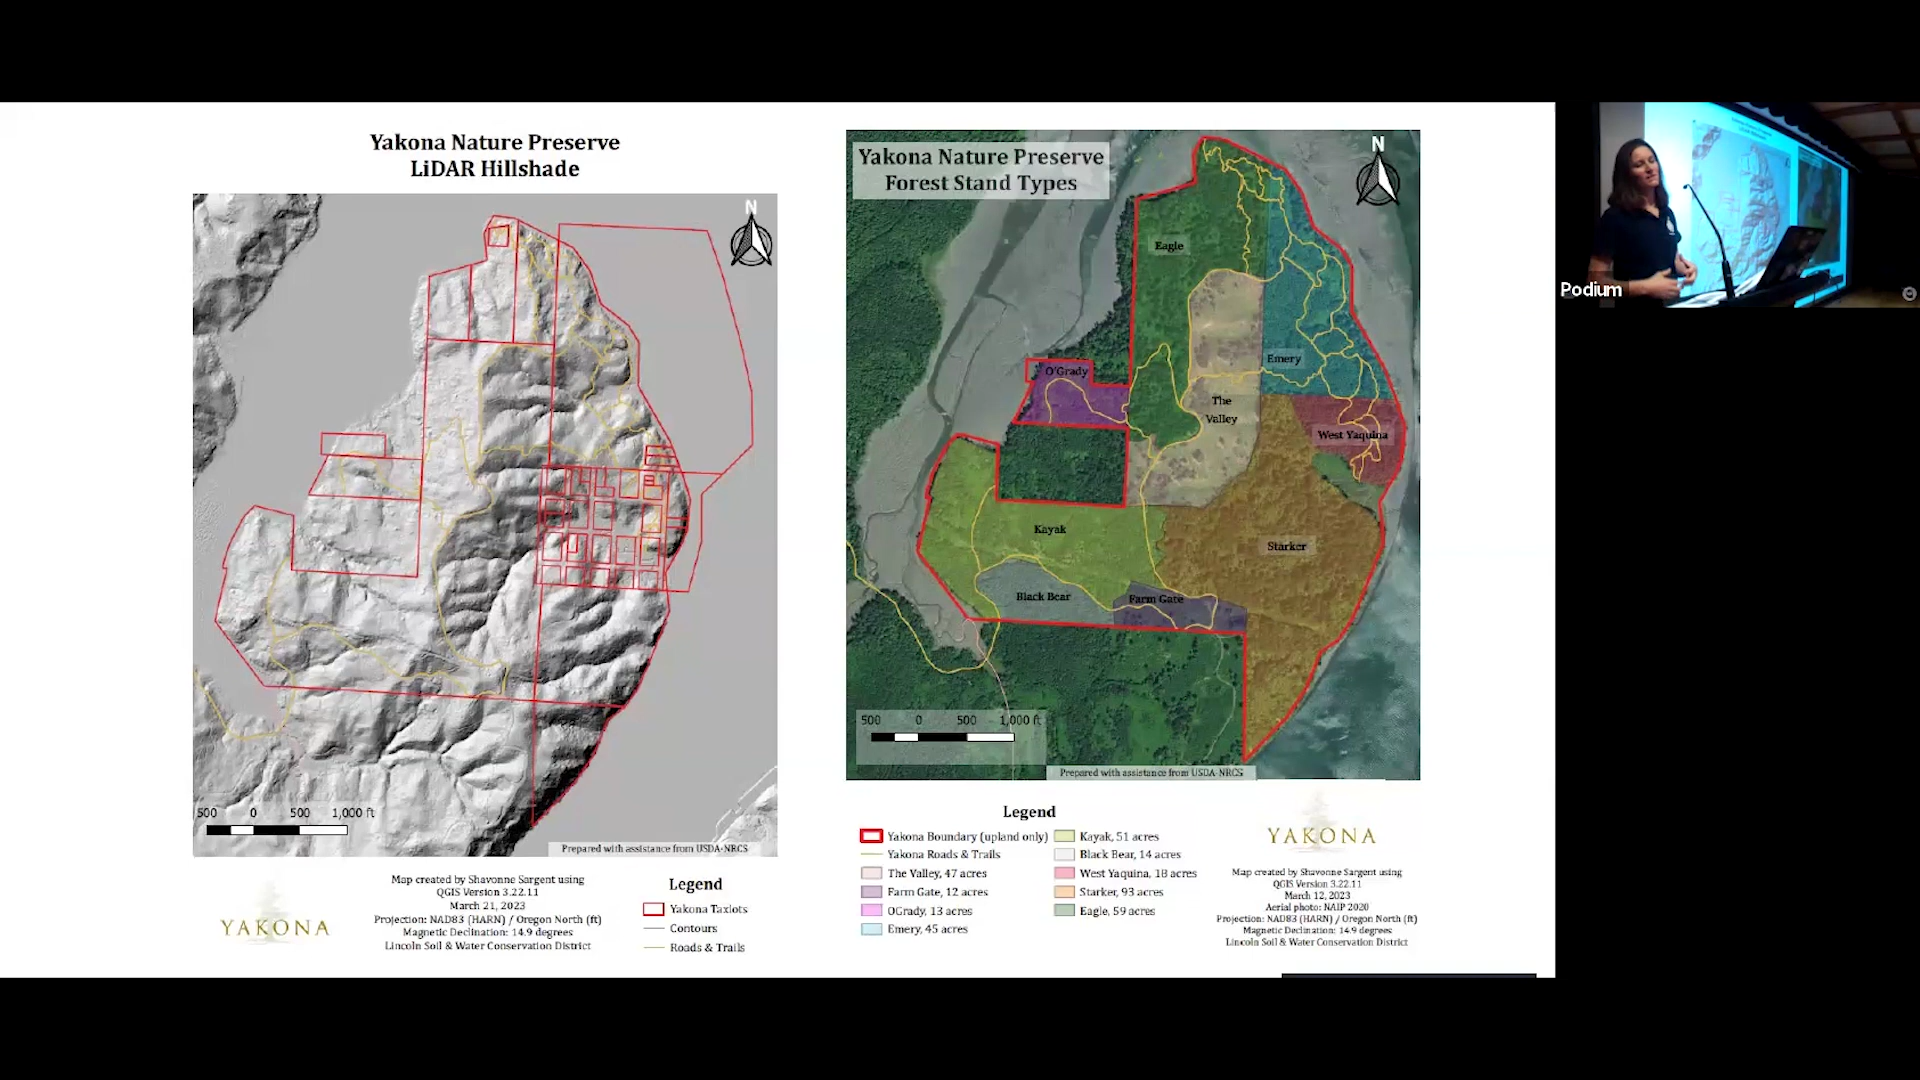 Yakona Nature Preserve
LiDAR Hillshade
N
500 0 500 1,000 ft
Prepared with assistance from USDA-NRCS
YAKONA
Map created by Shavonne Sargent using
QGIS Version 3.22.11
March 21, 2023
Projection: NAD83 (HARN) / Oregon North (ft)
Magnetic Declination: 14.9 degrees
Lincoln Soil & Water Conservation District
Legend
Yakona Taxlots
Contours
Roads & Trails
Yakona Nature Preserve
Forest Stand Types
N
Eagle
Emery
O'Grady
The
Valley
West Yaquina
Kayak
Starker
Black Bear
Farm Gate
500 0 500 1,000 ft
Prepared with assistance from USDA-NRCS
Legend
Yakona Boundary (upland only)
Yakona Roads & Trails
The Valley, 47 acres
Farm Gate, 12 acres
OGrady, 13 acres
Emery, 45 acres
Kayak, 51 acres
Black Bear, 14 acres
West Yaquina, 18 acres
Starker, 93 acres
Eagle, 59 acres
YAKONA
Map created by Shavonne Sargent using
QGIS Version 3.22.11
March 12, 2023
Aerial photo: NAIP 2020
Projection: NAD83 (HARN) / Oregon North (ft)
Magnetic Declination: 14.9 degrees
Lincoln Soil & Water Conservation District
Podium